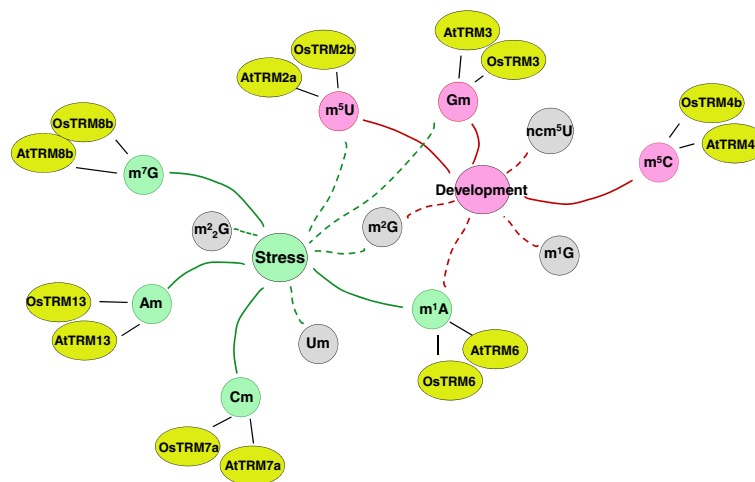 OsTRM2b
AtTRM2a
m⁵U
AtTRM3
OsTRM3
Gm
ncm⁵U
OsTRM4b
AtTRM4
m⁵C
OsTRM8b
AtTRM8b
m⁷G
Development
m²₂G
m²G
m¹G
Stress
OsTRM13
Am
AtTRM13
m¹A
AtTRM6
OsTRM6
Um
Cm
OsTRM7a
AtTRM7a